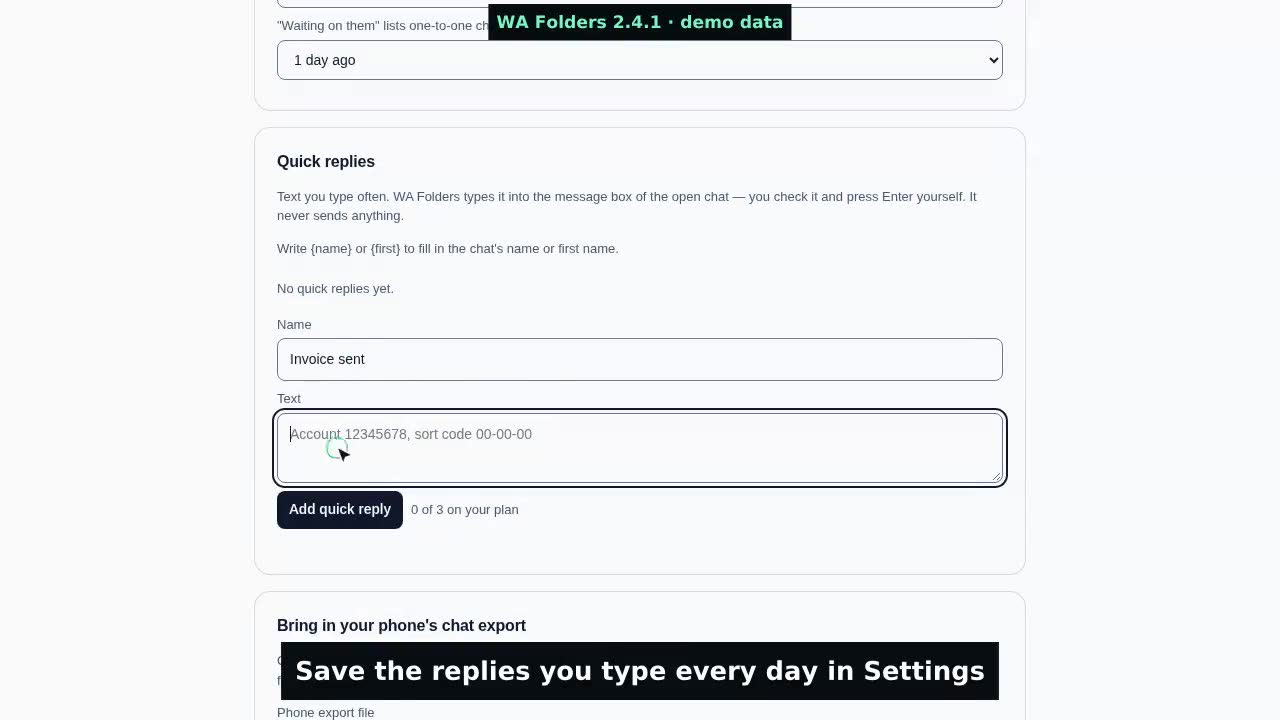 "Waiting on them" lists one-to-one ch
WA Folders 2.4.1 · demo data
1 day ago
Quick replies
Text you type often. WA Folders types it into the message box of the open chat — you check it and press Enter yourself. It
never sends anything.
Write {name} or {first} to fill in the chat's name or first name.
No quick replies yet.
Name
Invoice sent
Text
Account 12345678, sort code 00-00-00
Add quick reply
0 of 3 on your plan
Bring in your phone's chat export
Save the replies you type every day in Settings
Phone export file